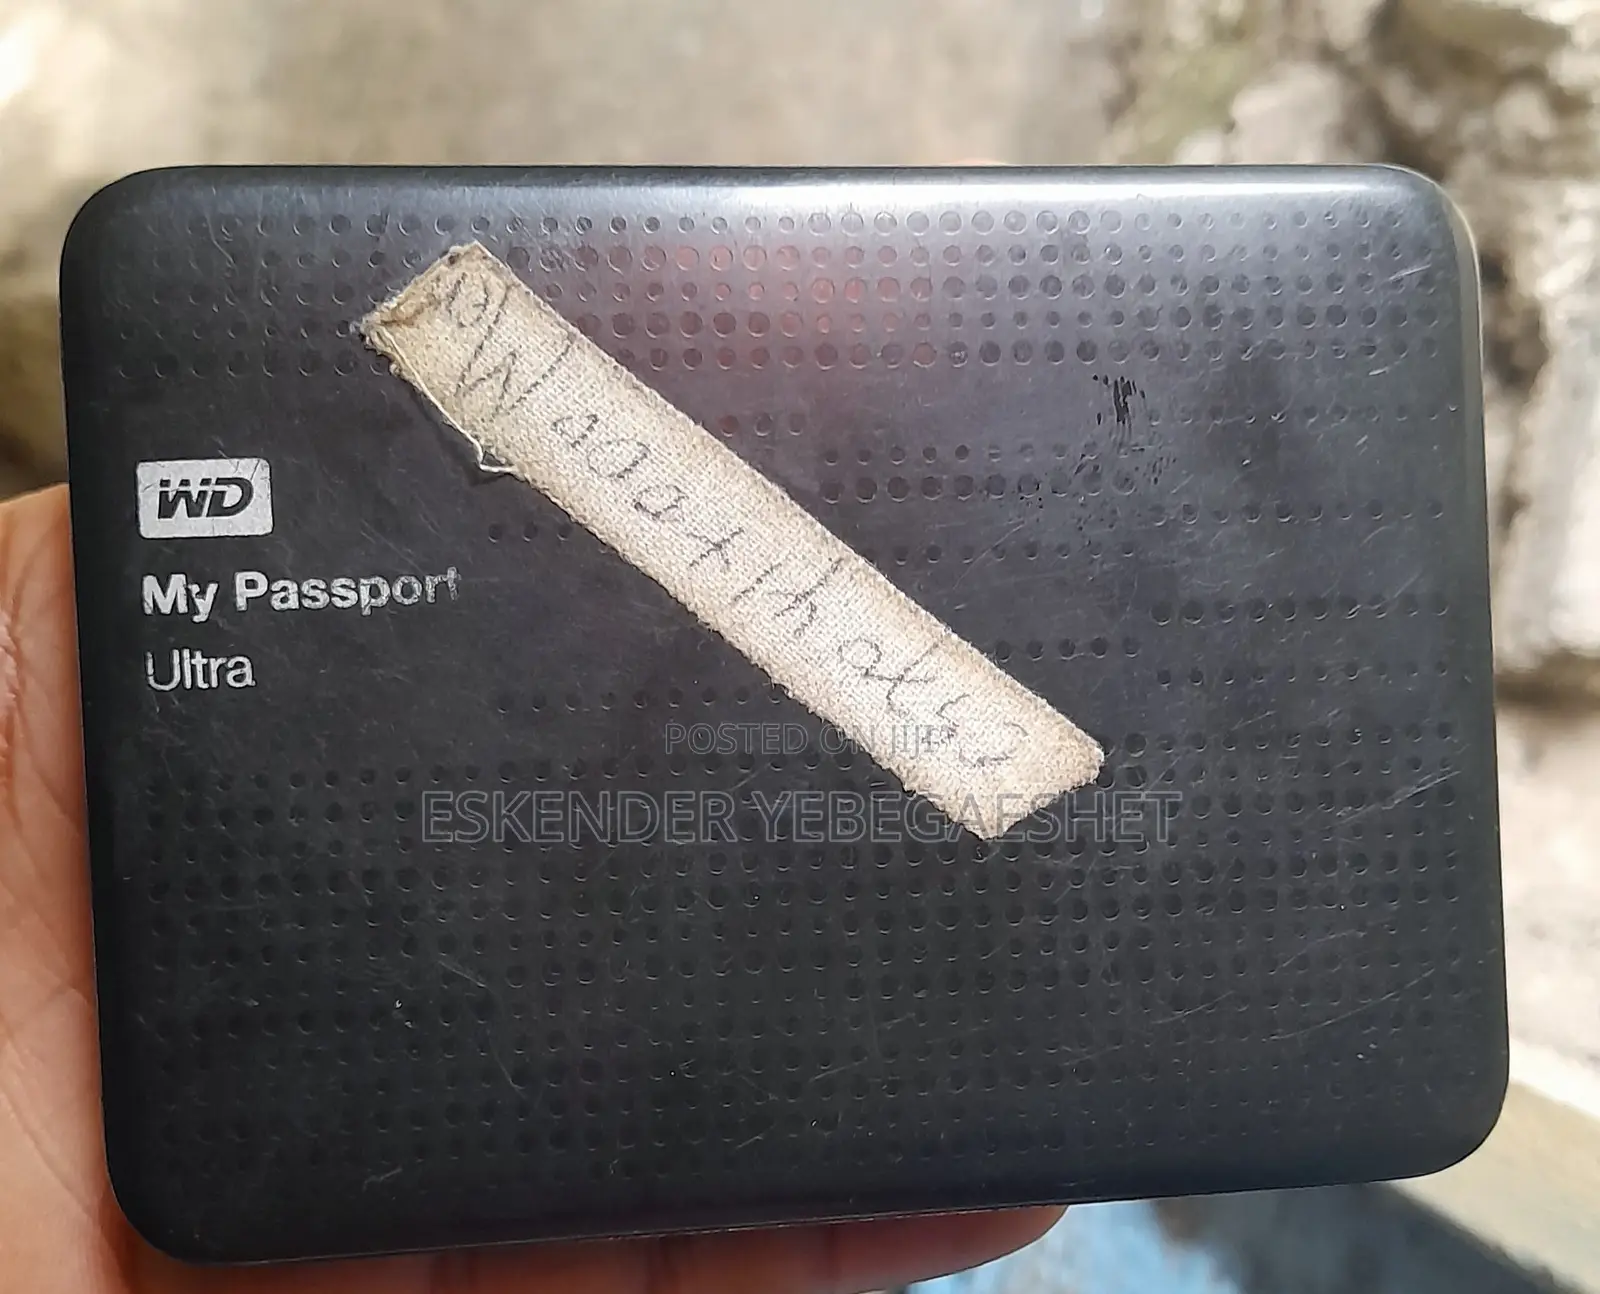 WD
My Passport
Ultra
POSTED ON JIJI
ESKENDER YEBEGAESHET